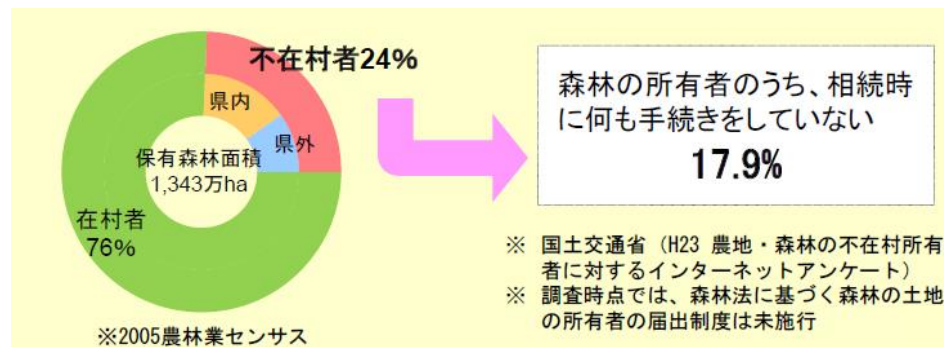 不在村者24%
県内
県外
保有森林面積
1,343万ha
在村者
76%
※2005農林業センサス
森林の所有者のうち、相続時
に何も手続きをしていない
17.9%
※ 国土交通省（H23 農地・森林の不在村所有
者に対するインターネットアンケート）
※ 調査時点では、森林法に基づく森林の土地
の所有者の届出制度は未施行